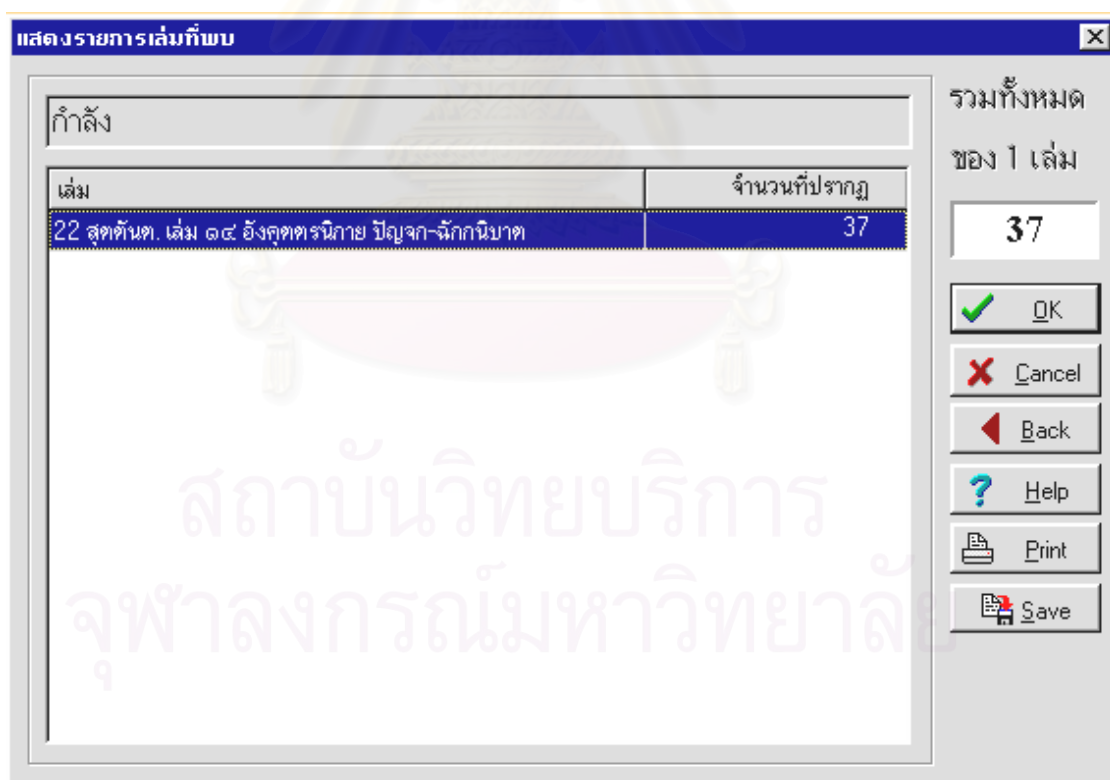 แสดงรายการเล่มที่พบ
กำลัง
เล่ม จำนวนที่ปรากฏ
22 สุตตันต. เล่ม ๑๔ อังคุตตรนิกาย ปัญจก-ฉักกนิบาต 37
รวมทั้งหมด
ของ 1 เล่ม
37
OK
Cancel
Back
Help
Print
Save
สถาบันวิทยบริการ
จุฬาลงกรณ์มหาวิทยาลัย